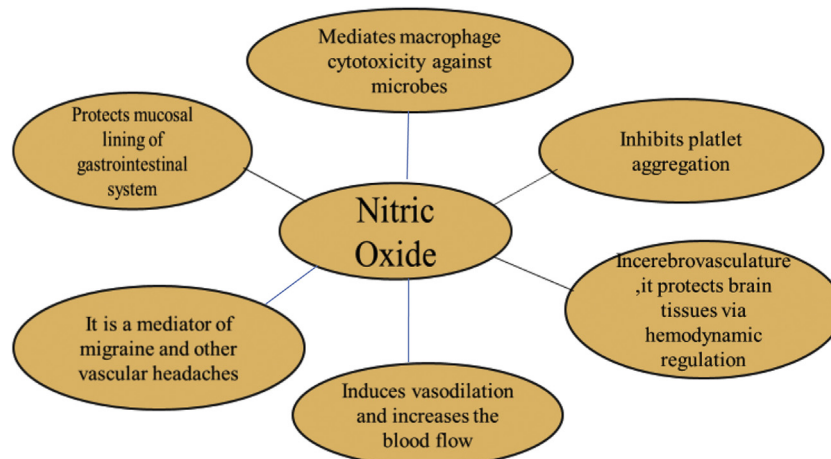 Mediates macrophage
cytotoxicity against
microbes
Protects mucosal
lining of
gastrointestinal
system
Inhibits platlet
aggregation
Nitric
Oxide
Incerebrovasculature
,it protects brain
tissues via
hemodynamic
regulation
It is a mediator of
migraine and other
vascular headaches
Induces vasodilation
and increases the
blood flow